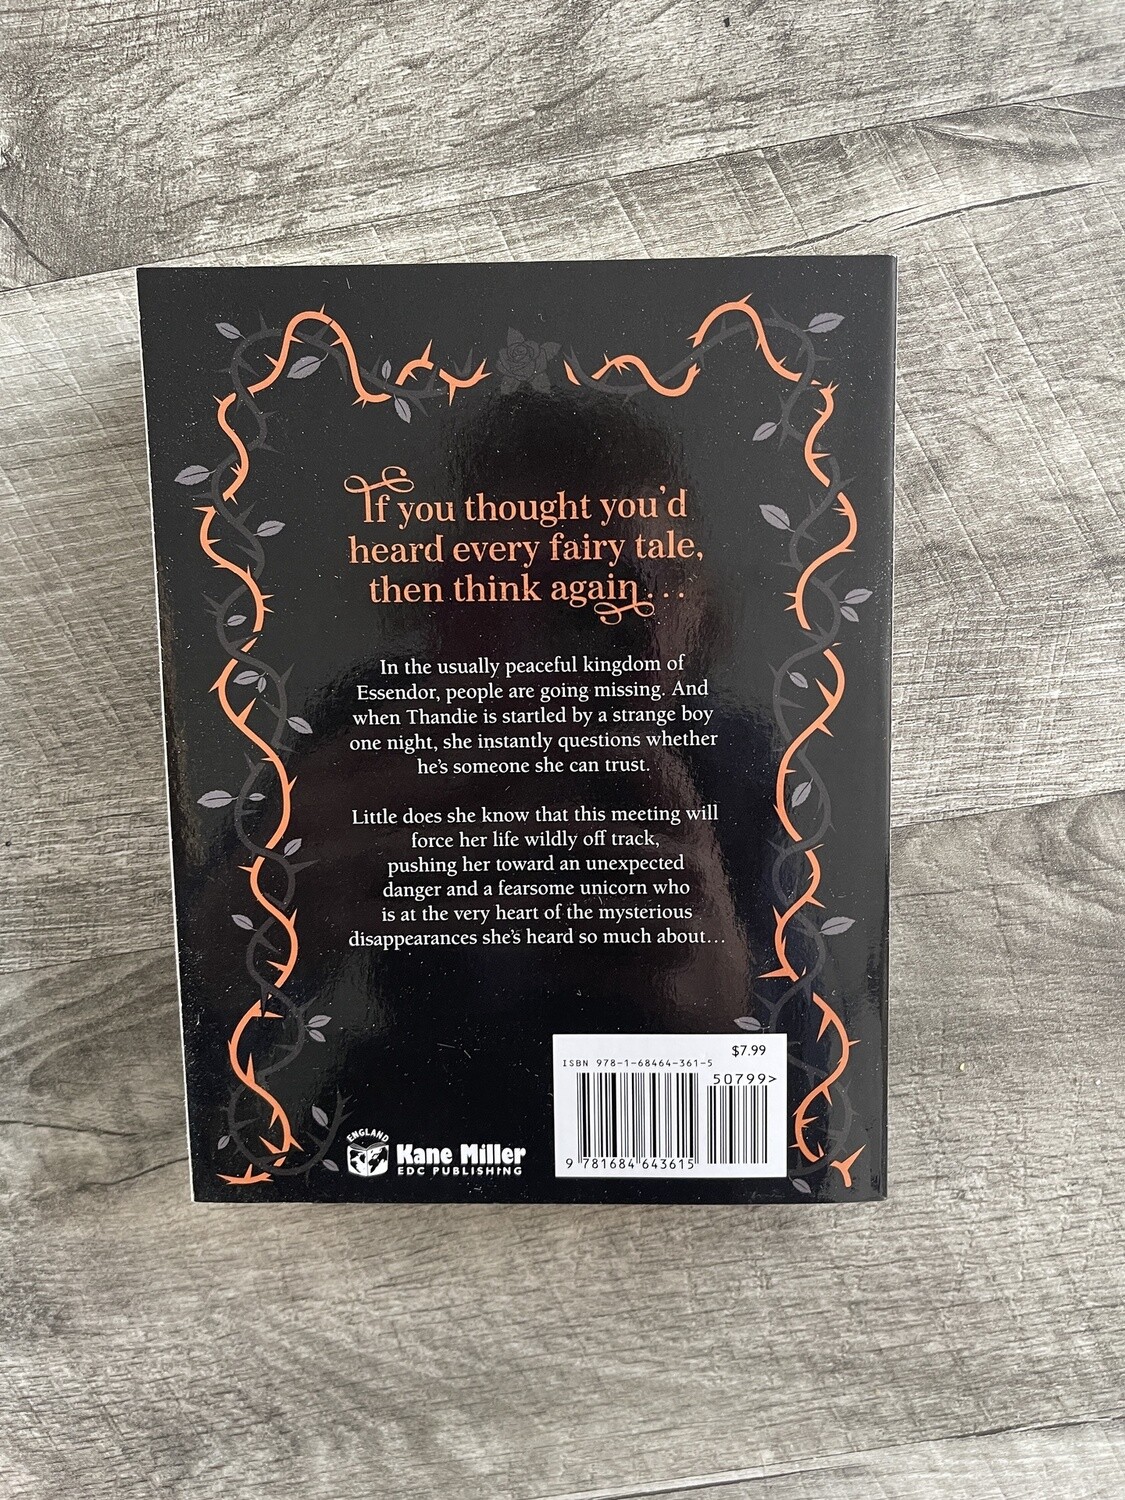 If you thought you'd
heard every fairy tale,
then think again...
In the usually peaceful kingdom of
Essendor, people are going missing. And
when Thandie is startled by a strange boy
one night, she instantly questions whether
he's someone she can trust.
Little does she know that this meeting will
force her life wildly off track,
pushing her toward an unexpected
danger and a fearsome unicorn who
is at the very heart of the mysterious
disappearances she's heard so much about...
$7.99
ISBN 978-1-68464-361-5
50799>
9 781684 643615
ENGLAND
Kane Miller
EDC PUBLISHING